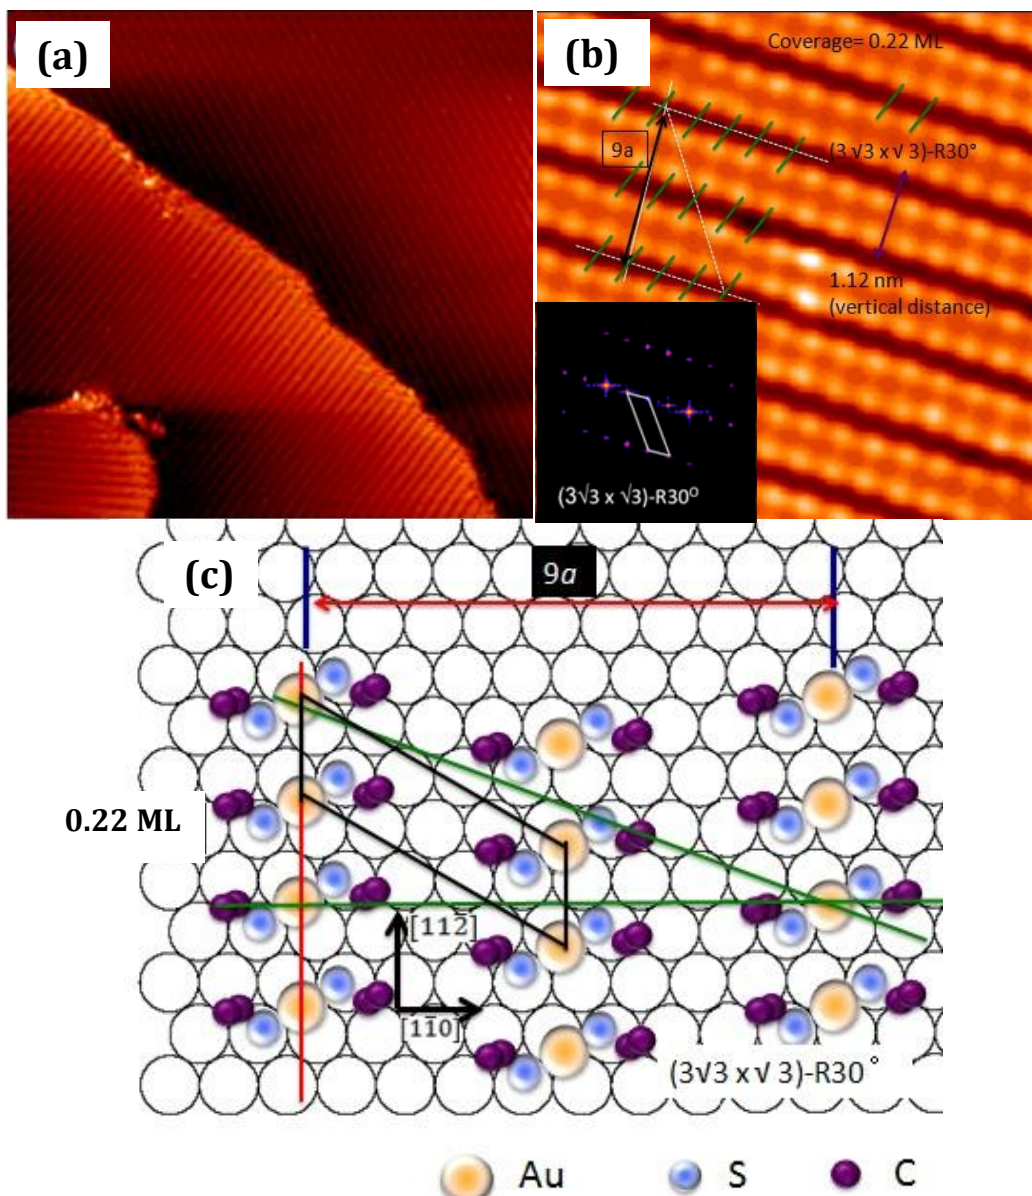 (a)
(b)
Coverage= 0.22 ML
9a
(3√3 x √3)-R30°
1.12 nm
(vertical distance)
(3√3 x √3)-R30°
(c)
9a
0.22 ML
[112̄]
[11̄0]
(3√3 x √3)-R30°
Au
S
C